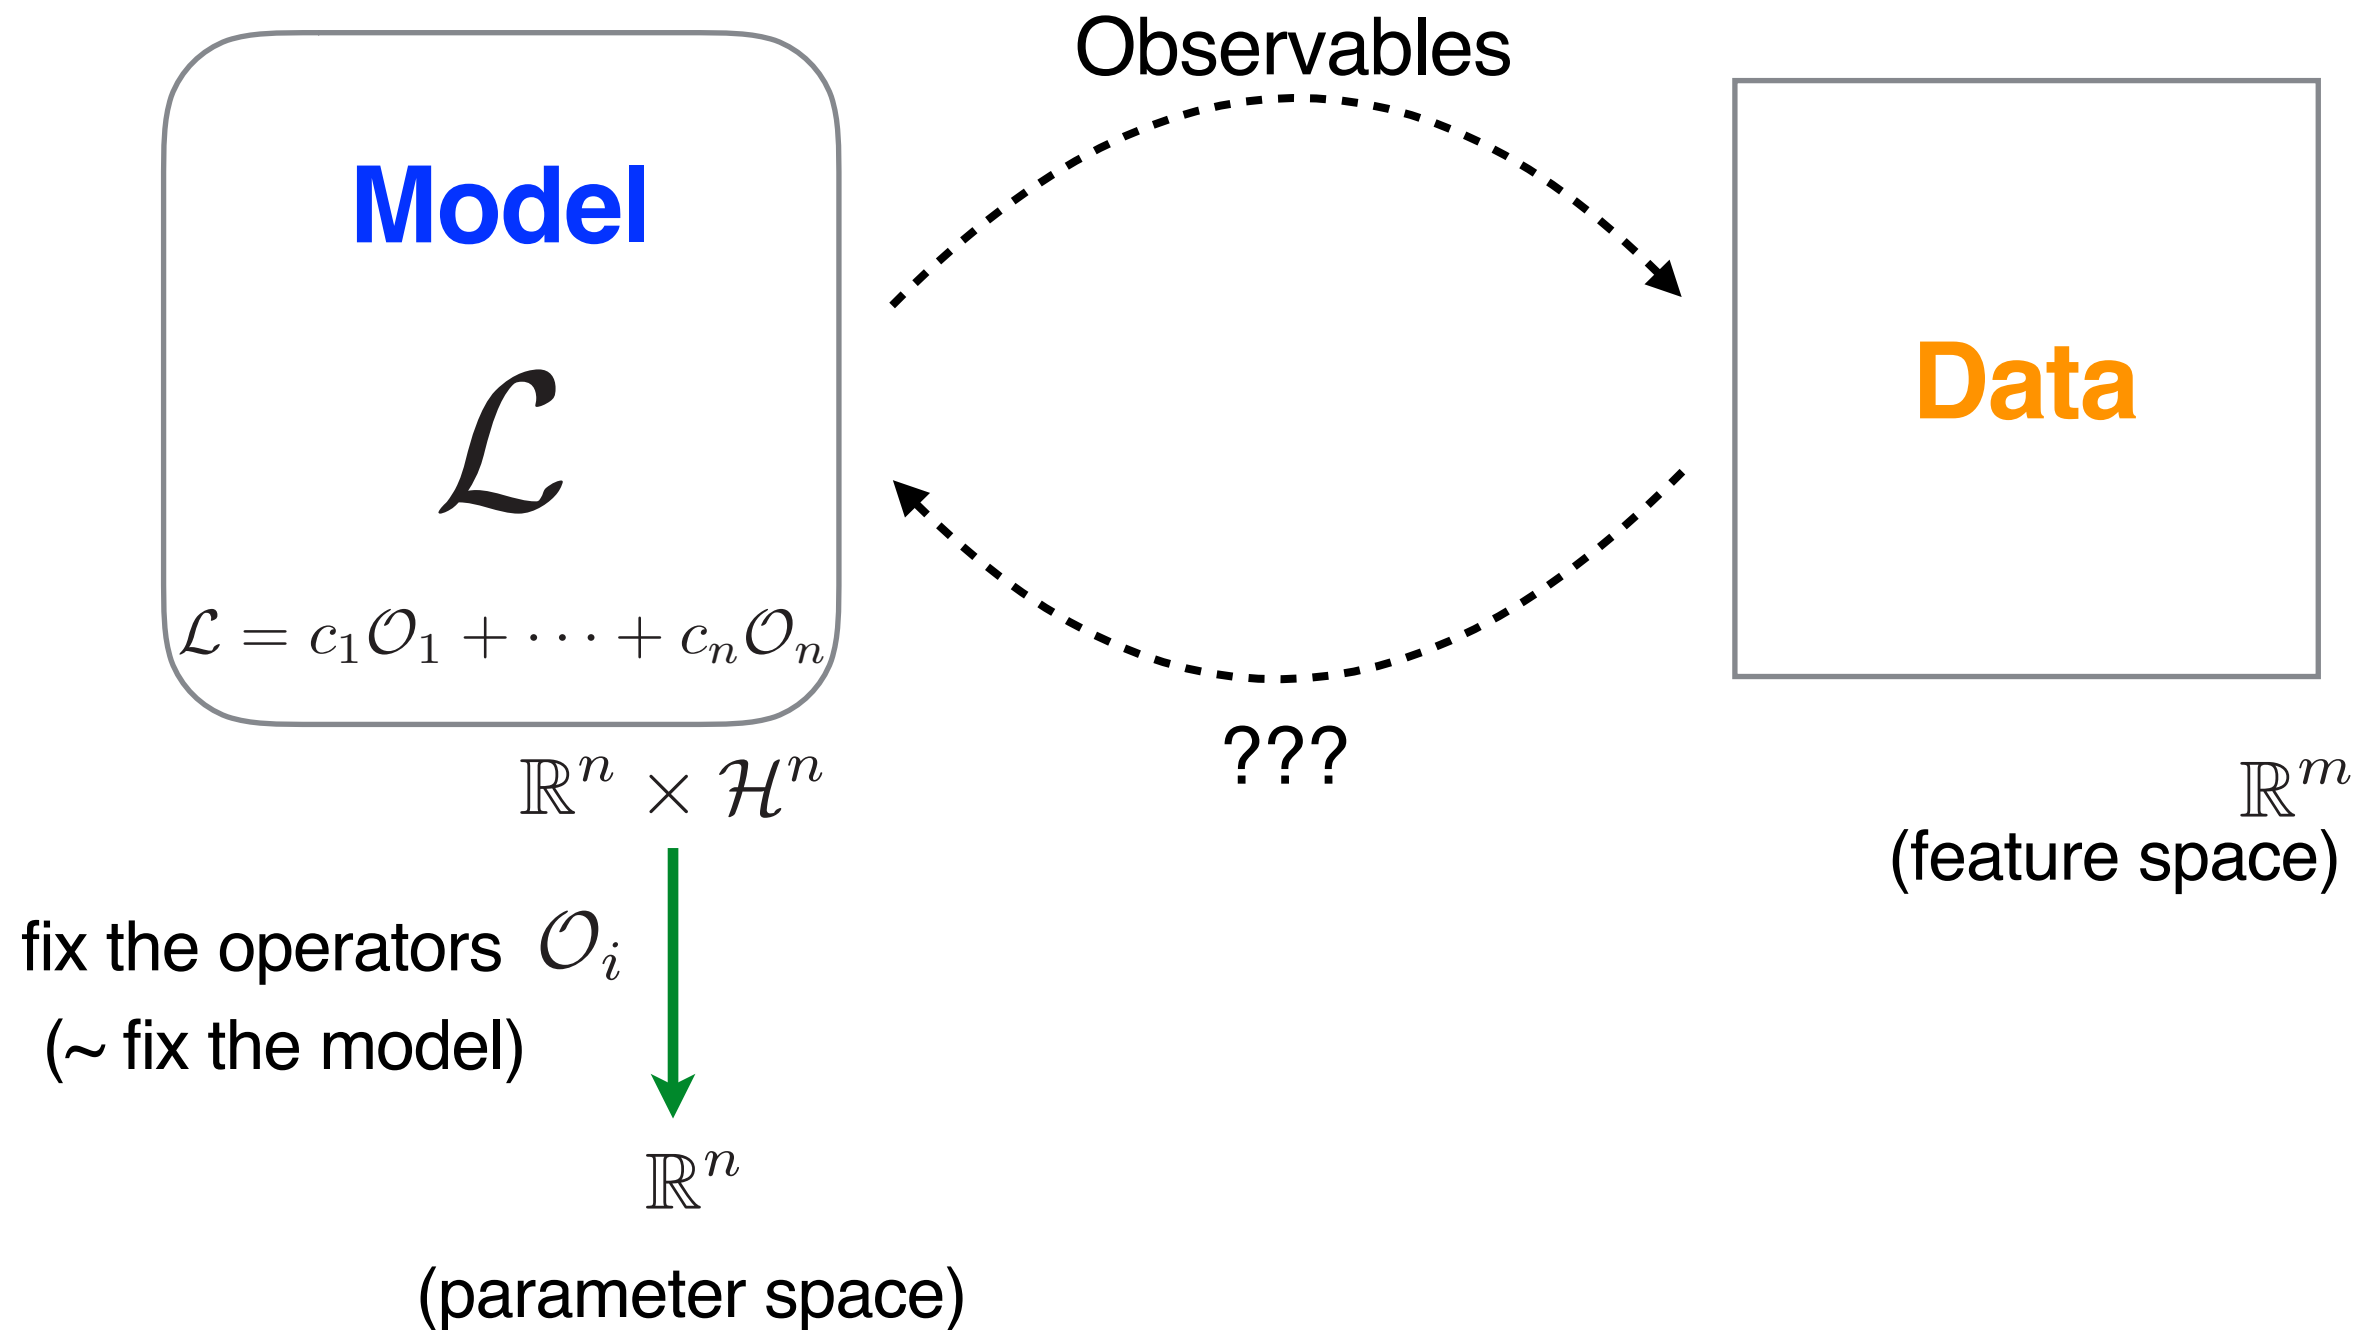 Observables
Model
ℒ
Data
ℒ = c₁𝒪₁ + ⋯ + cₙ𝒪ₙ
ℝⁿ × ℋⁿ
???
ℝᵐ
(feature space)
fix the operators 𝒪ᵢ
(~ fix the model)
ℝⁿ
(parameter space)